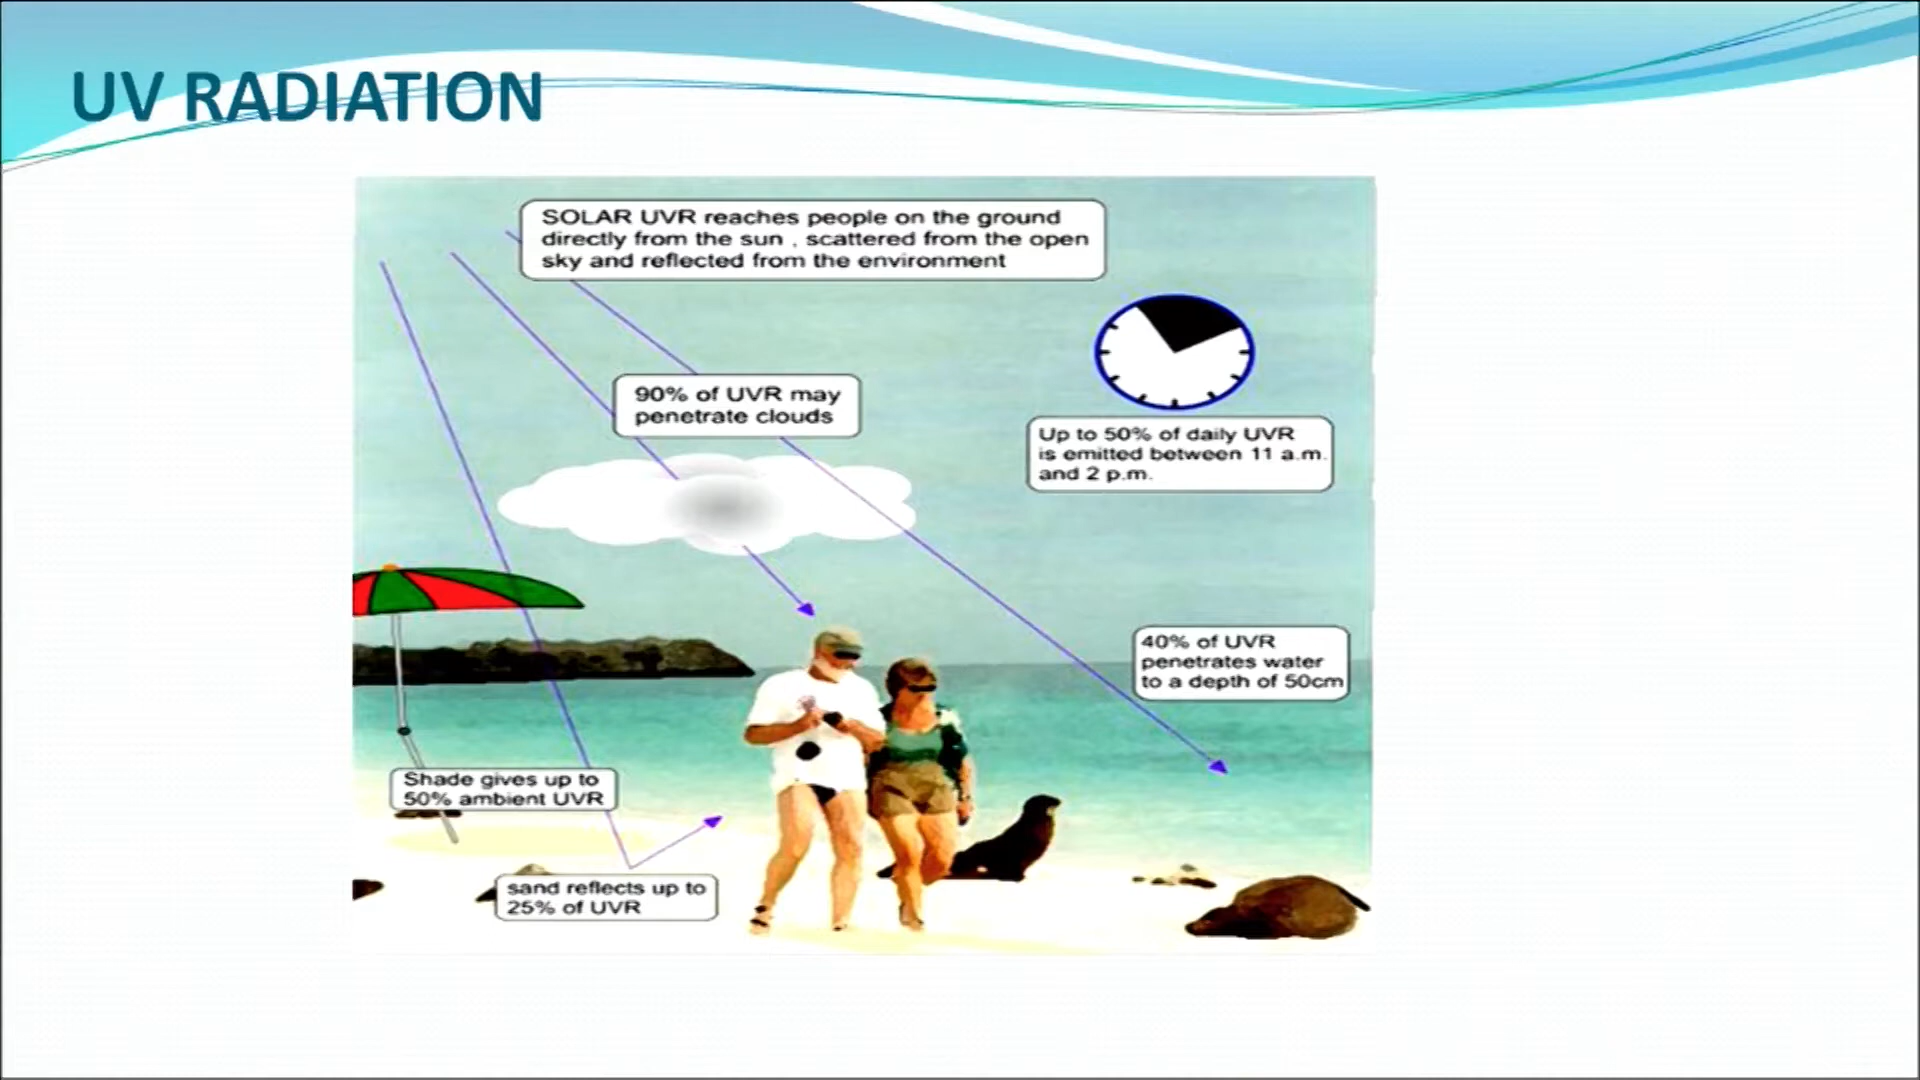 UV RADIATION
SOLAR UVR reaches people on the ground
directly from the sun , scattered from the open
sky and reflected from the environment
90% of UVR may
penetrate clouds
Up to 50% of daily UVR
is emitted between 11 a.m.
and 2 p.m.
40% of UVR
penetrates water
to a depth of 50cm
Shade gives up to
50% ambient UVR
sand reflects up to
25% of UVR